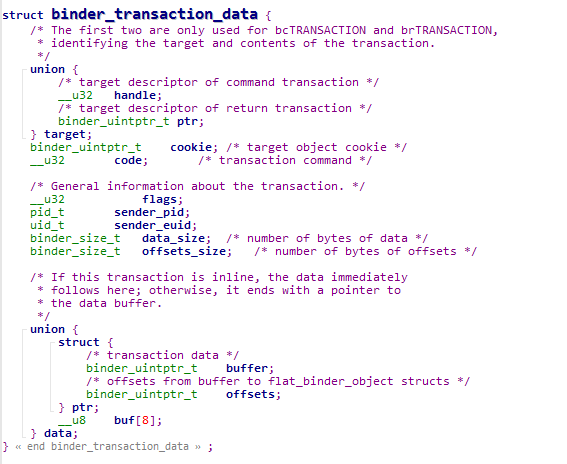 struct binder_transaction_data {
/* The first two are only used for bcTRANSACTION and brTRANSACTION,
* identifying the target and contents of the transaction.
*/
union {
/* target descriptor of command transaction */
__u32 handle;
/* target descriptor of return transaction */
binder_uintptr_t ptr;
} target;
binder_uintptr_t cookie; /* target object cookie */
__u32 code; /* transaction command */
/* General information about the transaction. */
__u32 flags;
pid_t sender_pid;
uid_t sender_euid;
binder_size_t data_size; /* number of bytes of data */
binder_size_t offsets_size; /* number of bytes of offsets */
/* If this transaction is inline, the data immediately
* follows here; otherwise, it ends with a pointer to
* the data buffer.
*/
union {
struct {
/* transaction data */
binder_uintptr_t buffer;
/* offsets from buffer to flat_binder_object structs */
binder_uintptr_t offsets;
} ptr;
__u8 buf[8];
} data;
} « end binder_transaction_data » ;